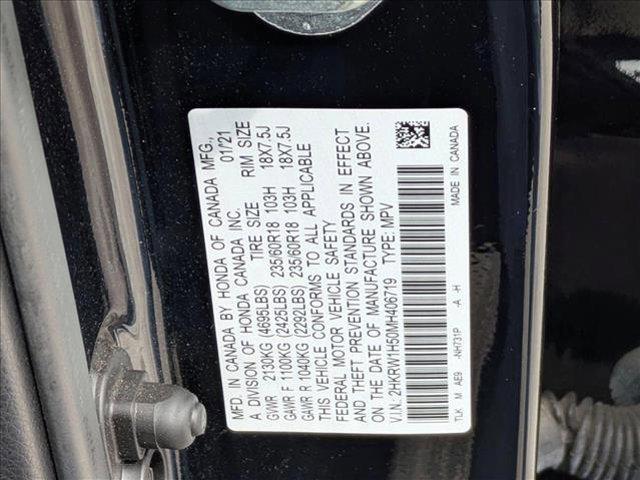 MFD. IN CANADA BY HONDA OF CANADA MFG.,
A DIVISION OF HONDA CANADA INC. 01/21
TIRE SIZE RIM SIZE
GVWR 2130KG (4695LBS)
GAWR F 1100KG (2425LBS) 235/60R18 103H 18X7.5J
GAWR R 1040KG (2292LBS) 235/60R18 103H 18X7.5J
THIS VEHICLE CONFORMS TO ALL APPLICABLE
FEDERAL MOTOR VEHICLE SAFETY
AND THEFT PREVENTION STANDARDS IN EFFECT
ON THE DATE OF MANUFACTURE SHOWN ABOVE.
V.I.N.: 2HKRW1H50MH406719 TYPE: MPV
TLK M AE9 -NH731P -A -H MADE IN CANADA